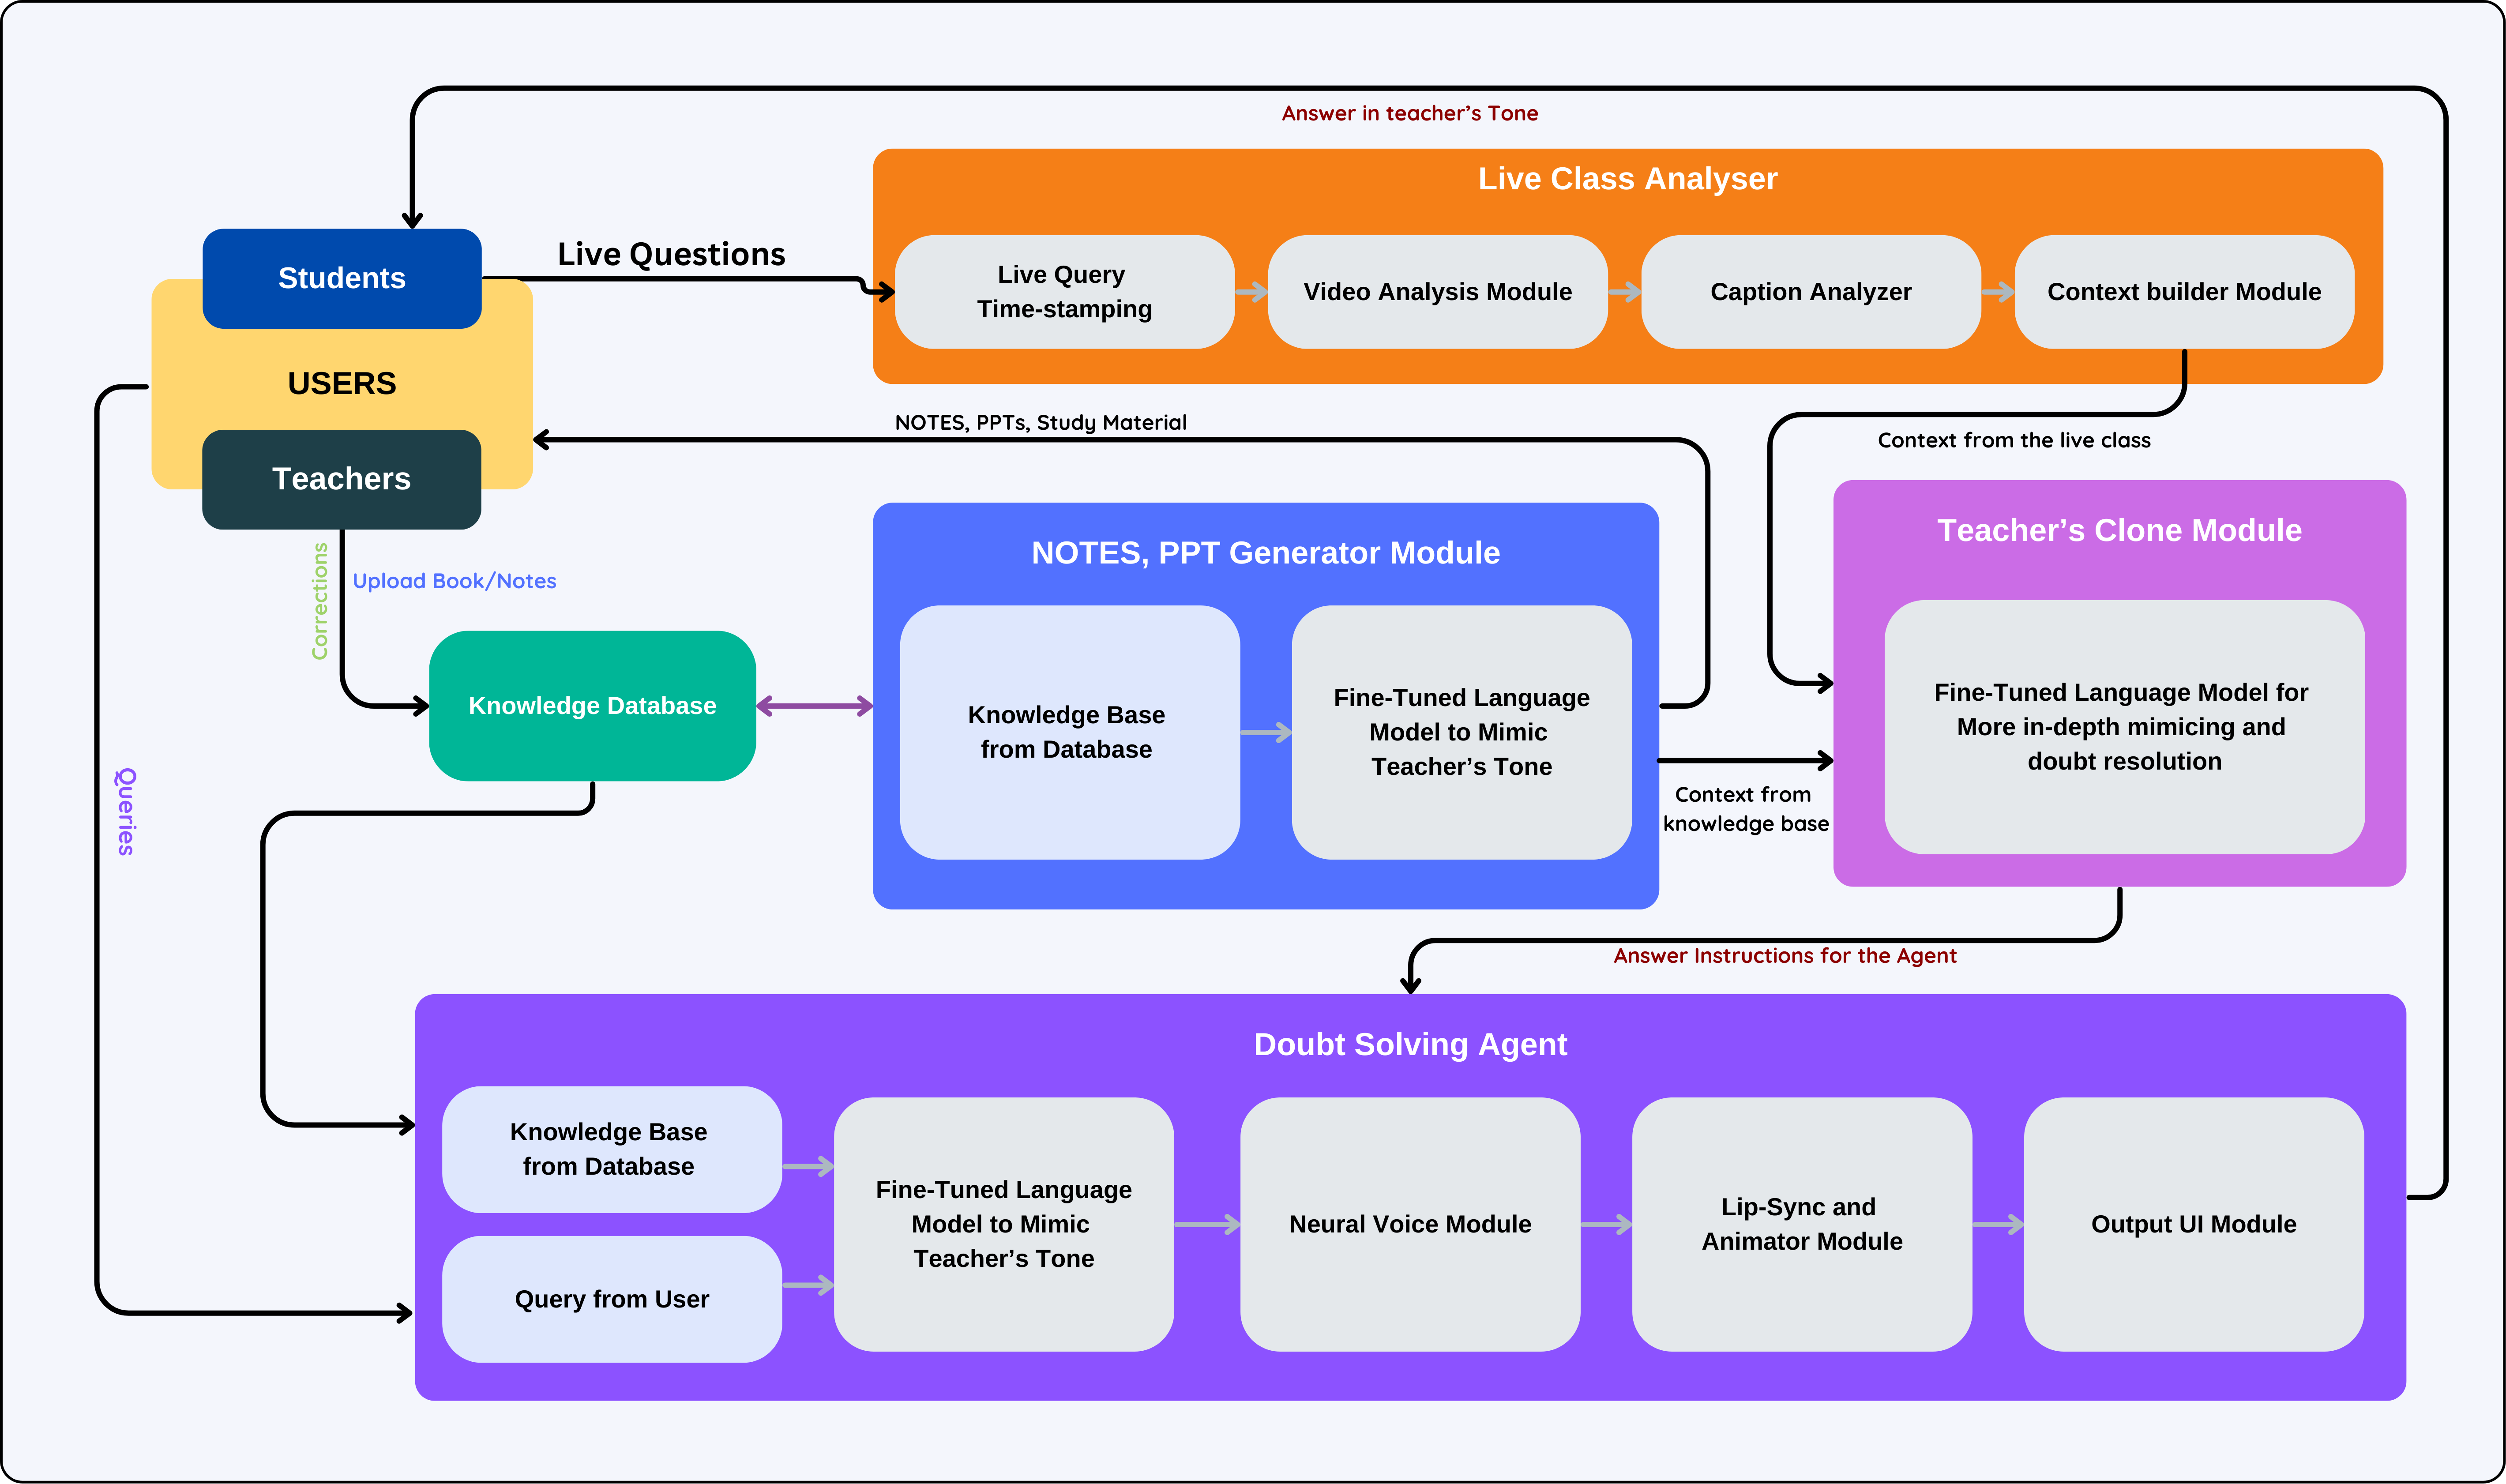 Answer in teacher's Tone
Live Class Analyser
Students
Live Questions
Live Query
Time-stamping
Video Analysis Module
Caption Analyzer
Context builder Module
USERS
Teachers
NOTES, PPTs, Study Material
Context from the live class
Corrections
Upload Book/Notes
Knowledge Database
NOTES, PPT Generator Module
Knowledge Base
from Database
Fine-Tuned Language
Model to Mimic
Teacher’s Tone
Teacher’s Clone Module
Fine-Tuned Language Model for
More in-depth mimicing and
doubt resolution
Context from
knowledge base
Queries
Answer Instructions for the Agent
Doubt Solving Agent
Knowledge Base
from Database
Query from User
Fine-Tuned Language
Model to Mimic
Teacher’s Tone
Neural Voice Module
Lip-Sync and
Animator Module
Output UI Module